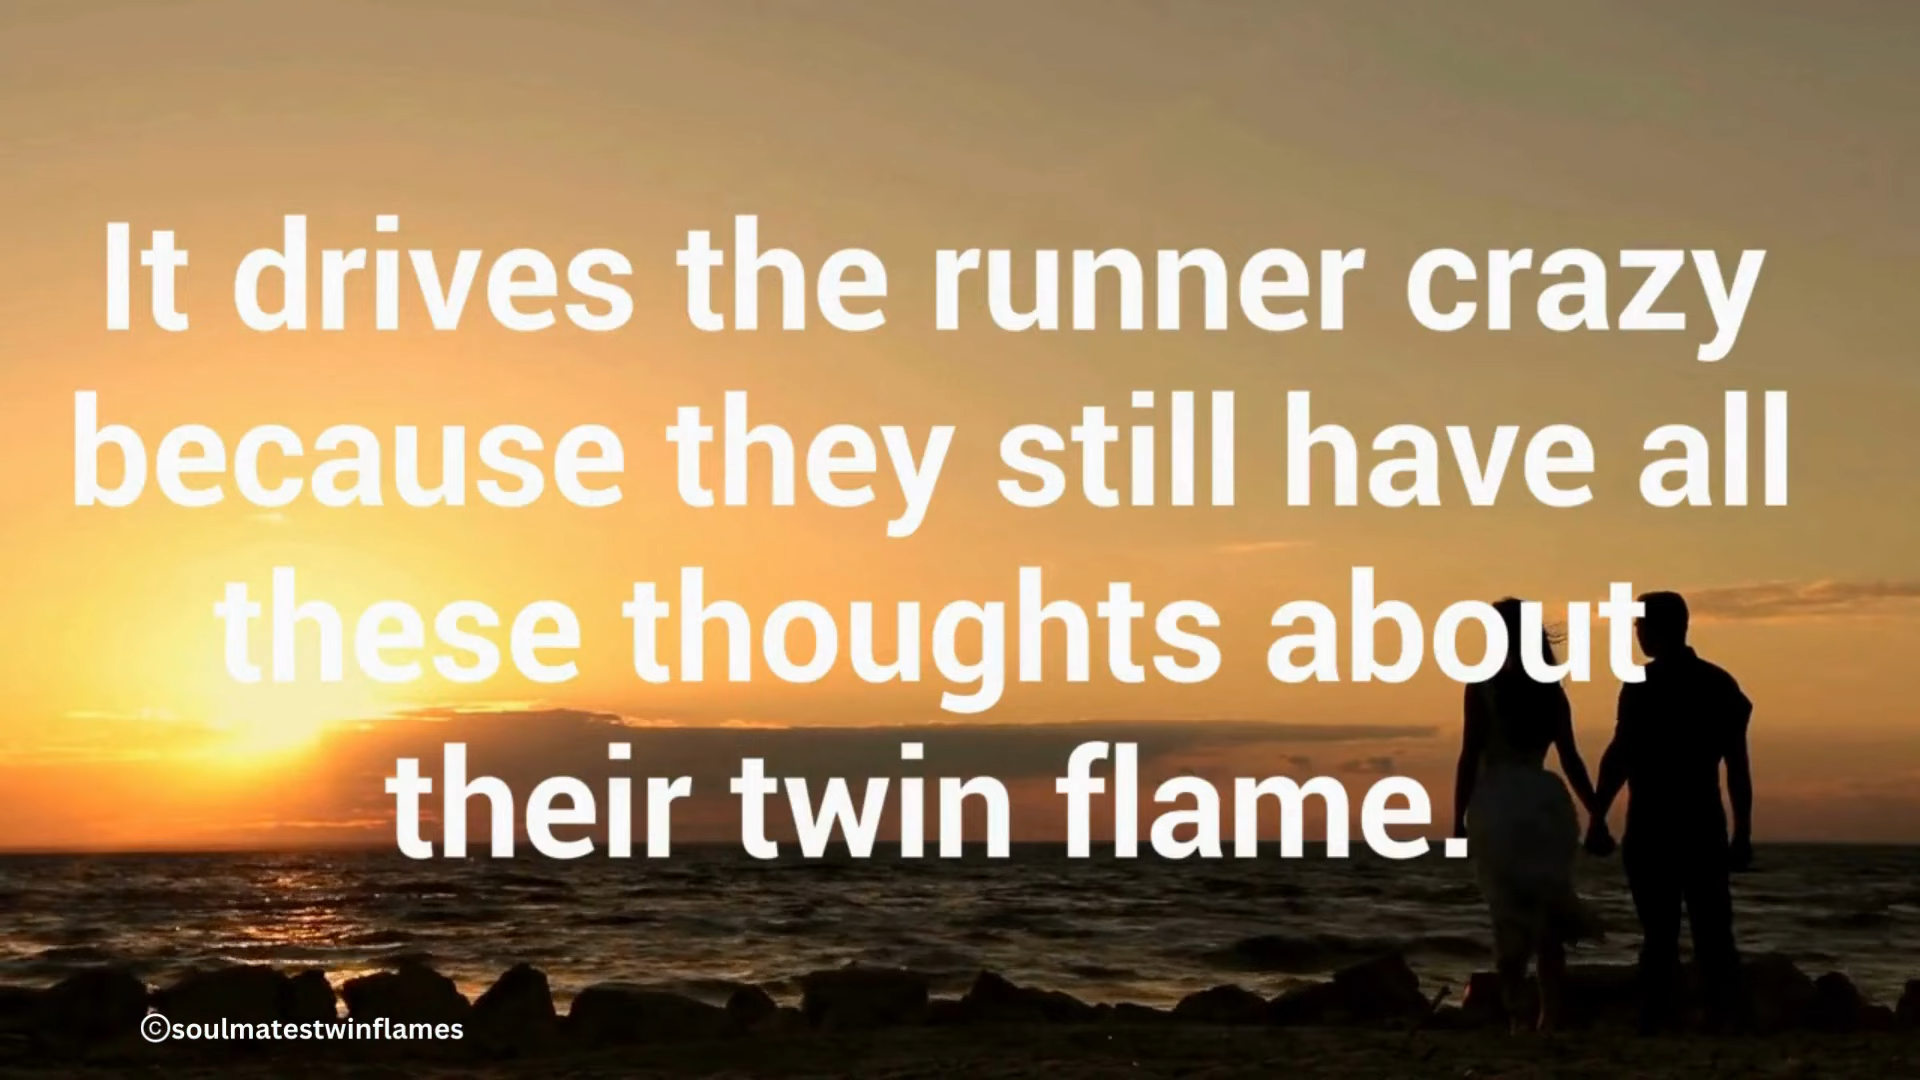 It drives the runner crazy
because they still have all
these thoughts about
their twin flame.
©soulmatestwinflames